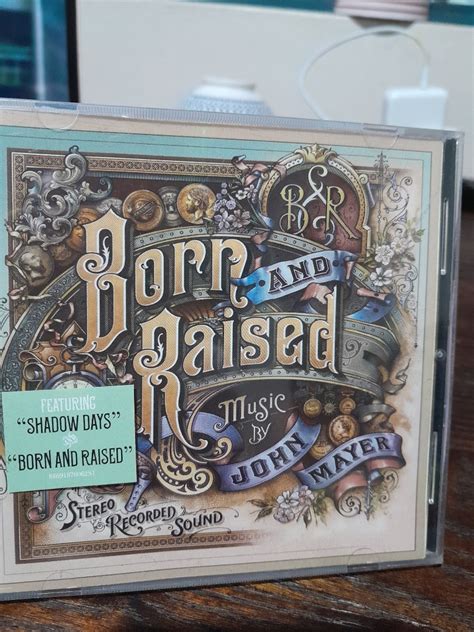 B&R
Born AND
Raised
MUSIC
BY
JOHN
MAYER
FEATURING
"SHADOW DAYS"
"BORN AND RAISED"
STEREO
RECORDED
SOUND